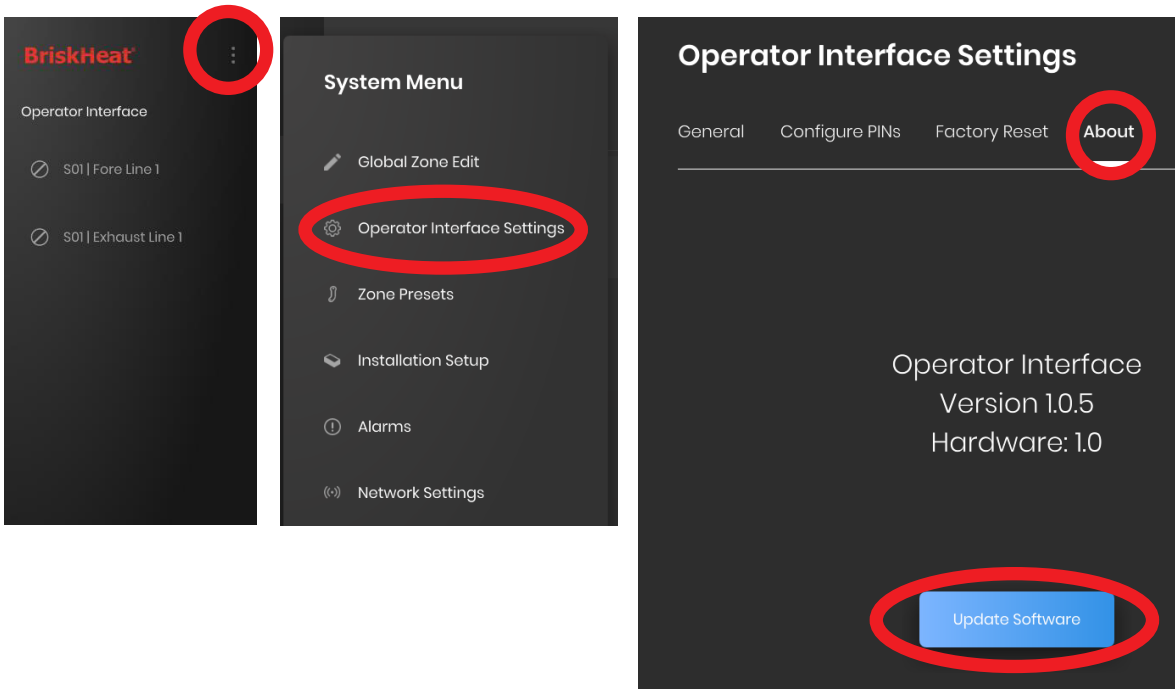 BriskHeat®
Operator Interface
S01 | Fore Line 1
S01 | Exhaust Line 1
System Menu
Global Zone Edit
Operator Interface Settings
Zone Presets
Installation Setup
Alarms
Network Settings
Operator Interface Settings
General Configure PINs Factory Reset About
Operator Interface
Version 1.0.5
Hardware: 1.0
Update Software